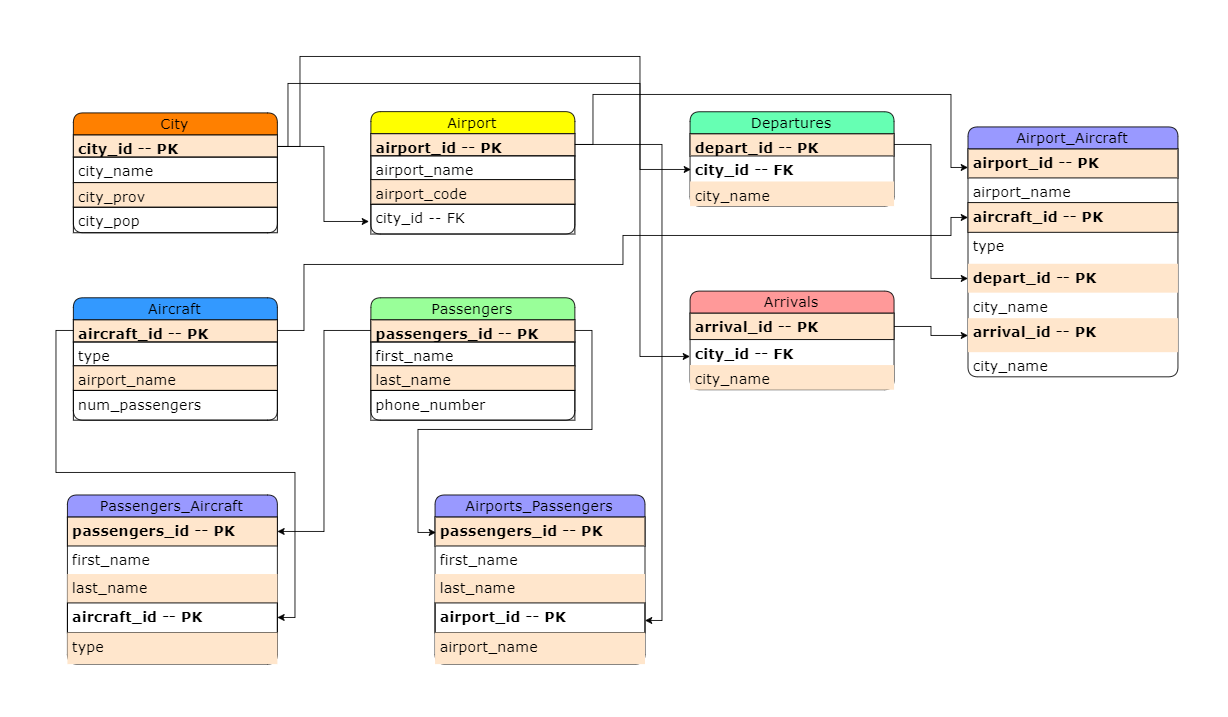 City
city_id -- PK
city_name
city_prov
city_pop
Airport
airport_id -- PK
airport_name
airport_code
city_id -- FK
Departures
depart_id -- PK
city_id -- FK
city_name
Airport_Aircraft
airport_id -- PK
airport_name
aircraft_id -- PK
type
depart_id -- PK
city_name
arrival_id -- PK
city_name
Aircraft
aircraft_id -- PK
type
airport_name
num_passengers
Passengers
passengers_id -- PK
first_name
last_name
phone_number
Arrivals
arrival_id -- PK
city_id -- FK
city_name
Passengers_Aircraft
passengers_id -- PK
first_name
last_name
aircraft_id -- PK
type
Airports_Passengers
passengers_id -- PK
first_name
last_name
airport_id -- PK
airport_name